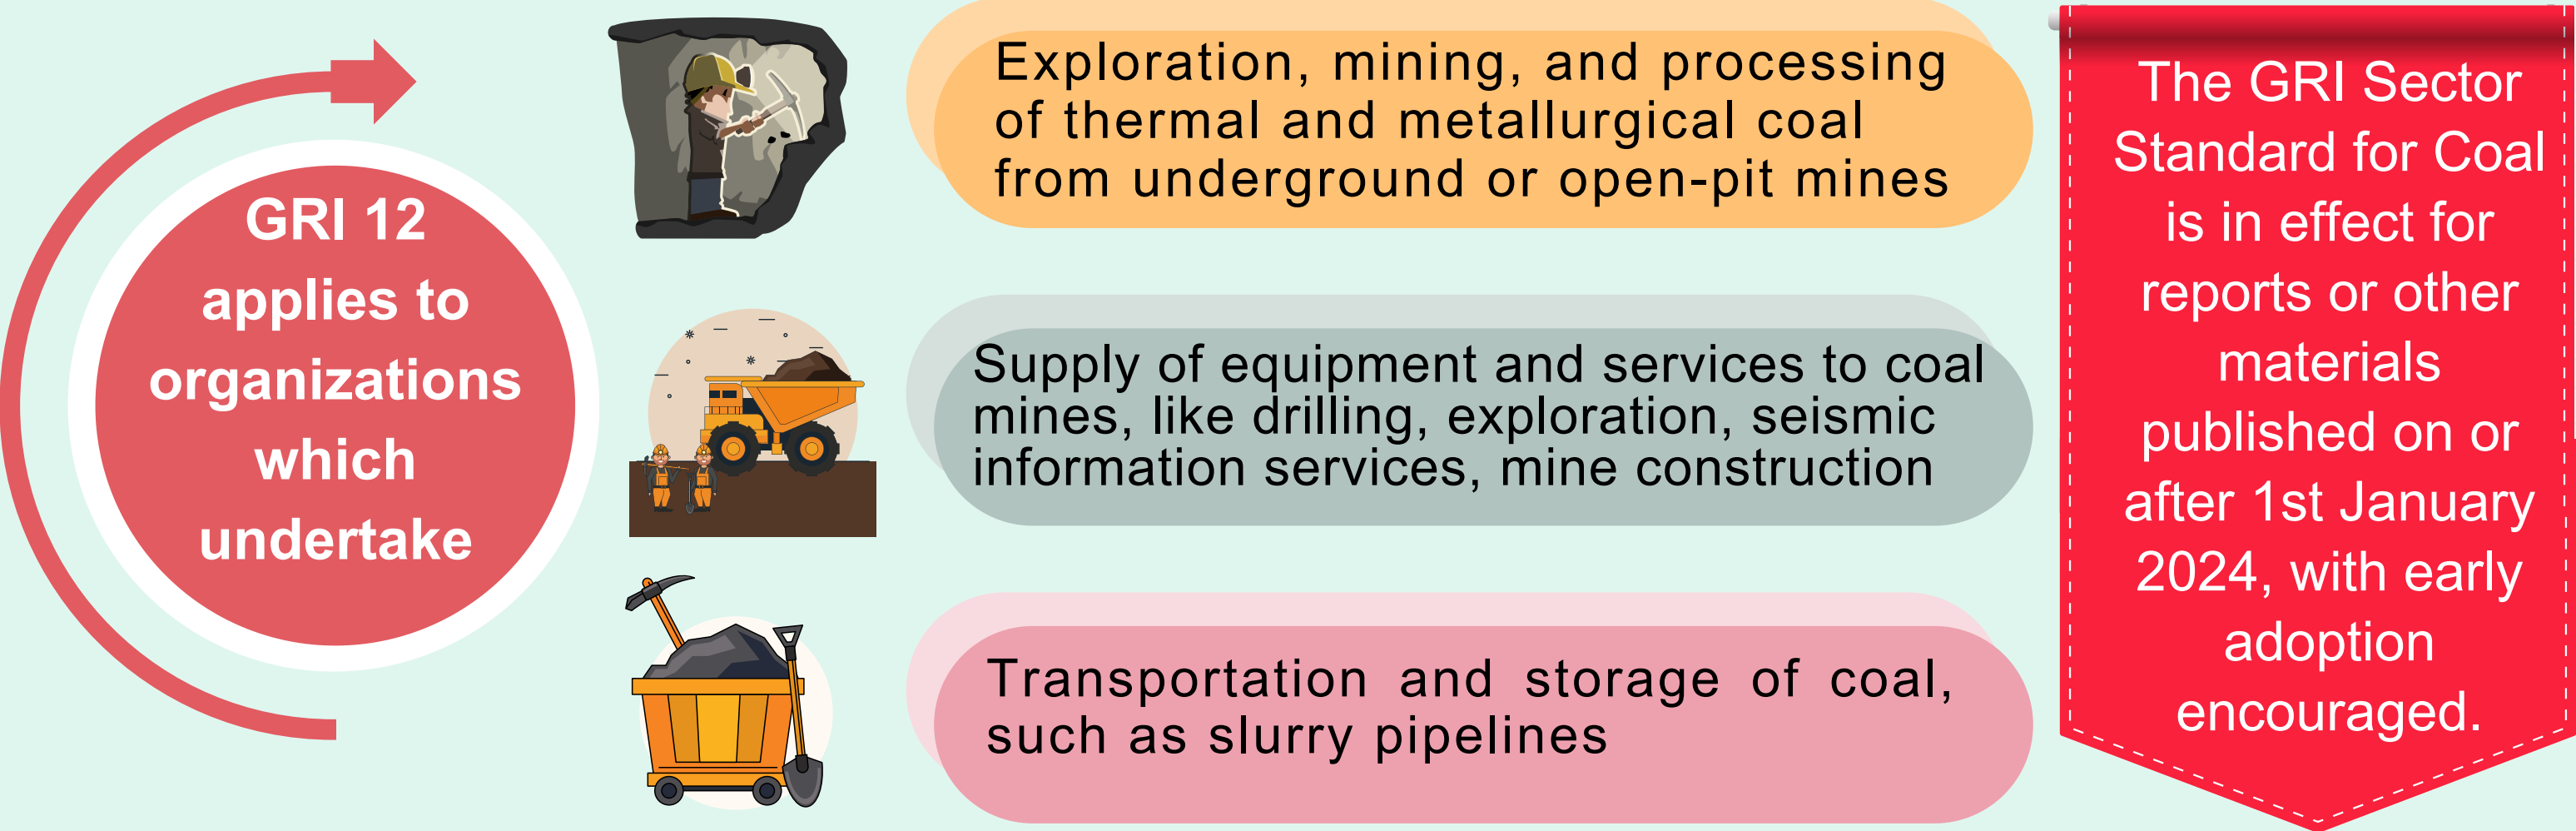 GRI 12
applies to
organizations
which
undertake
Exploration, mining, and processing
of thermal and metallurgical coal
from underground or open-pit mines
Supply of equipment and services to coal
mines, like drilling, exploration, seismic
information services, mine construction
Transportation and storage of coal,
such as slurry pipelines
The GRI Sector
Standard for Coal
is in effect for
reports or other
materials
published on or
after 1st January
2024, with early
adoption
encouraged.